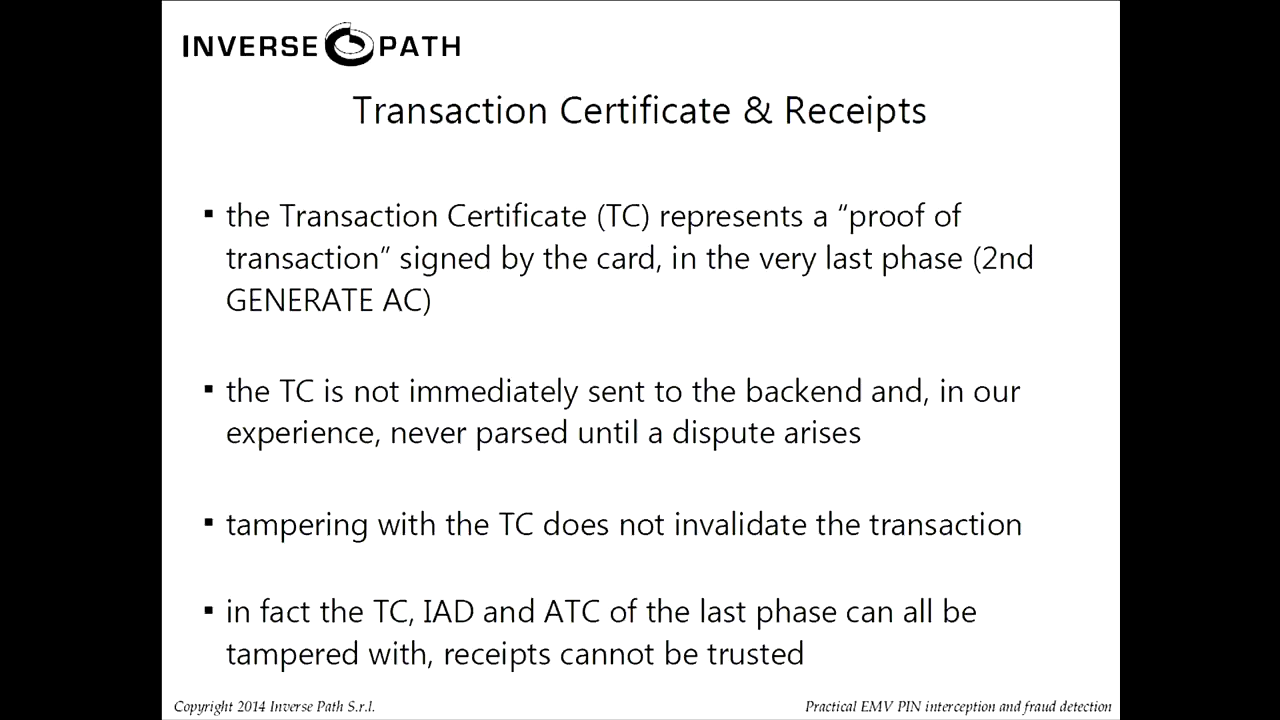 INVERSE PATH
Transaction Certificate & Receipts
▪ the Transaction Certificate (TC) represents a “proof of
transaction” signed by the card, in the very last phase (2nd
GENERATE AC)
▪ the TC is not immediately sent to the backend and, in our
experience, never parsed until a dispute arises
▪ tampering with the TC does not invalidate the transaction
▪ in fact the TC, IAD and ATC of the last phase can all be
tampered with, receipts cannot be trusted
Copyright 2014 Inverse Path S.r.l.
Practical EMV PIN interception and fraud detection